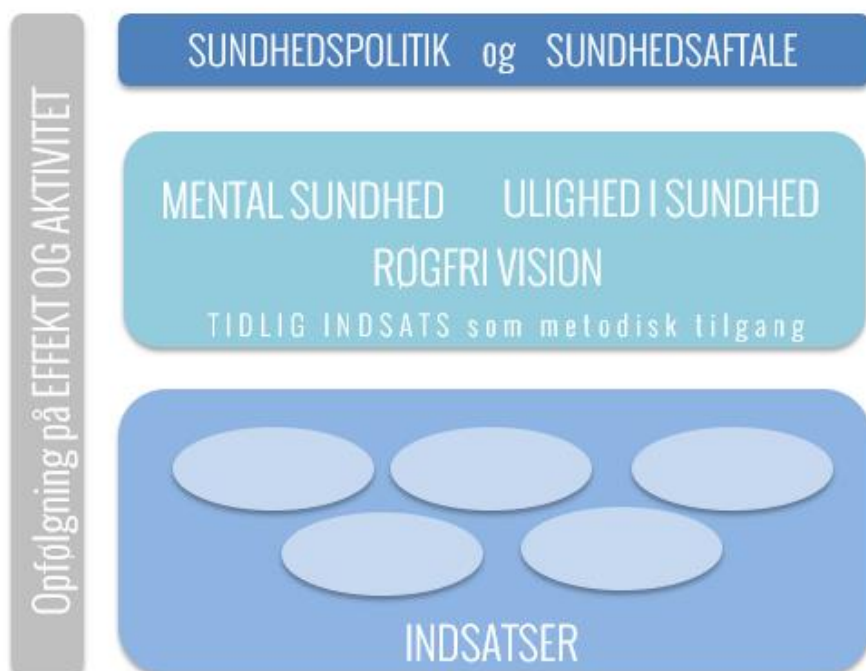 Opfølgning på EFFEKT OG AKTIVITET
SUNDHEDSPOLITIK og SUNDHEDSAFTALE
MENTAL SUNDHED ULIGHED I SUNDHED
RØGFRI VISION
TIDLIG INDSATS som metodisk tilgang
INDSATSER